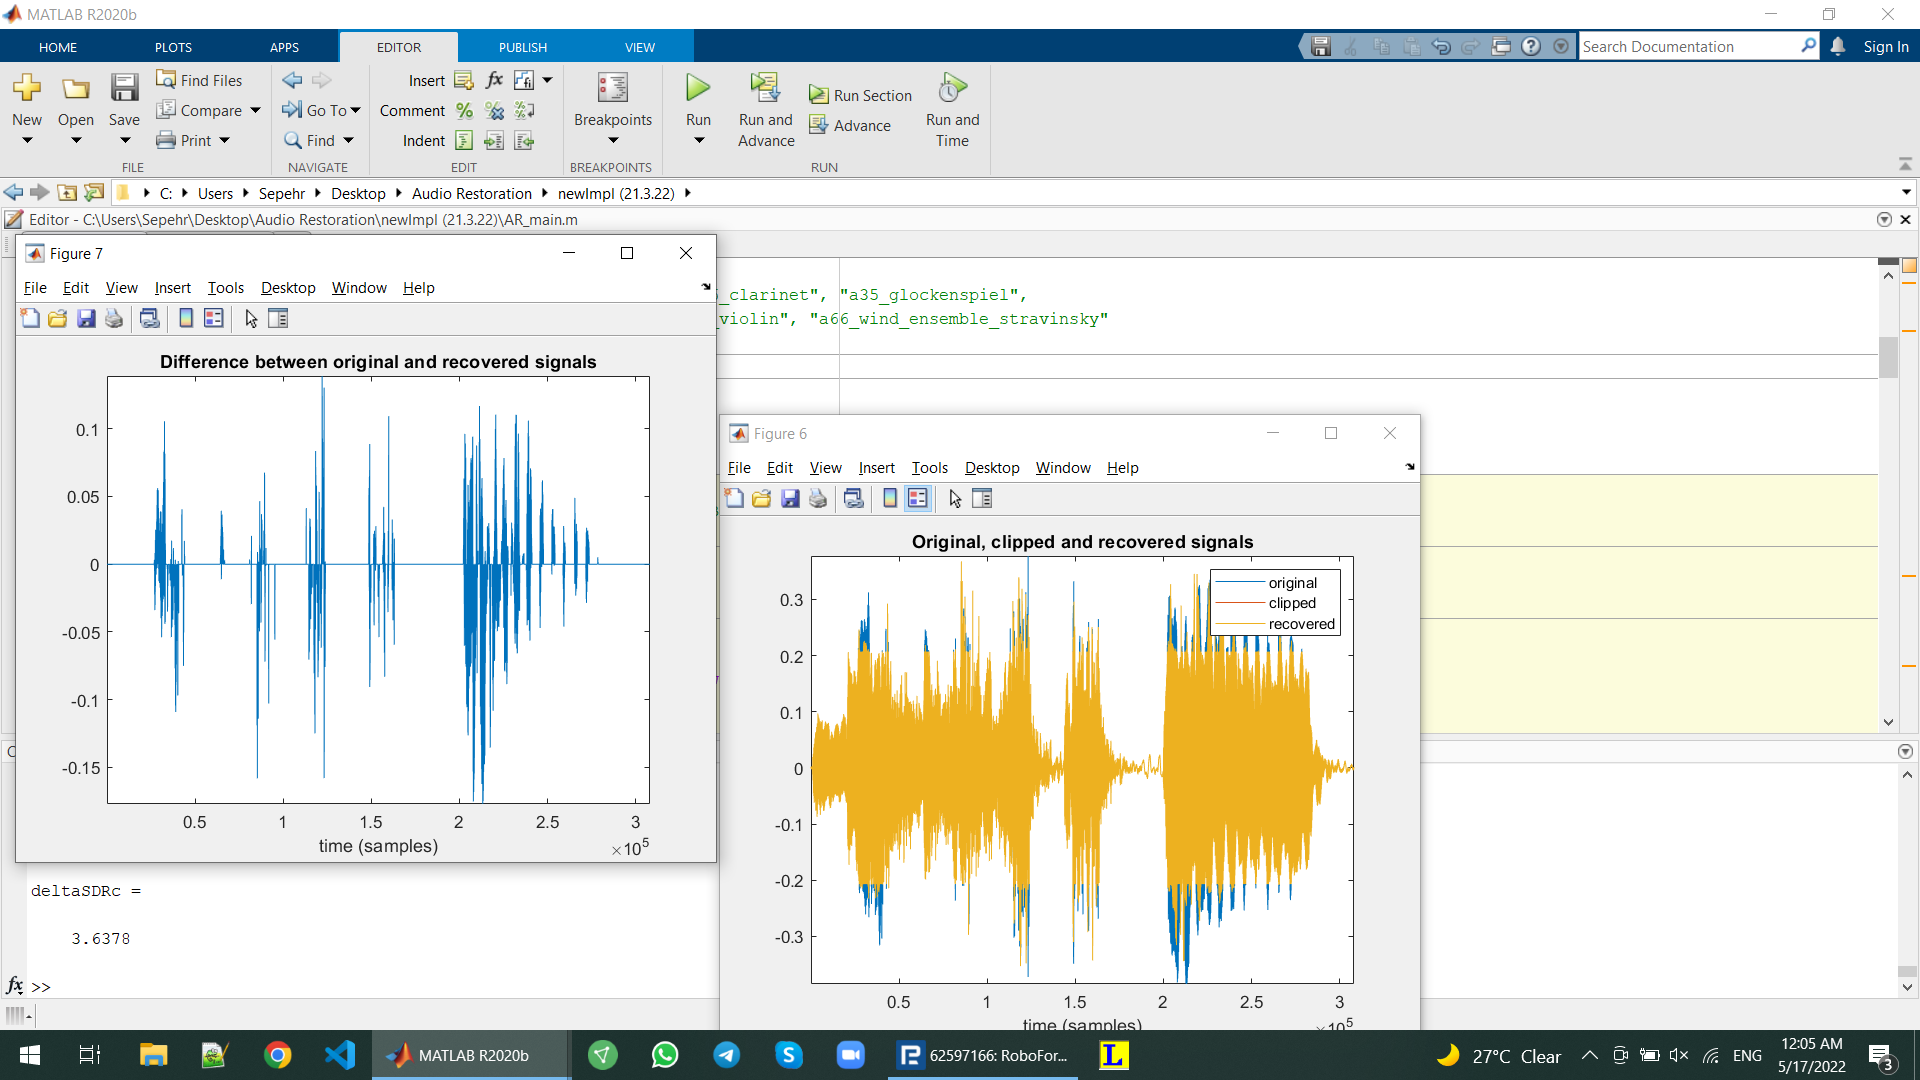 MATLAB R2020b
HOME PLOTS APPS EDITOR PUBLISH VIEW
Search Documentation
Sign In
New Open Save
Find Files
Compare
Print
FILE
Go To
Find
NAVIGATE
Insert fx fi
Comment
Indent
EDIT
Breakpoints
BREAKPOINTS
Run
Run and Advance
Run Section
Advance
Run and Time
RUN
C: Users Sepehr Desktop Audio Restoration newImpl (21.3.22)
Editor - C:\Users\Sepehr\Desktop\Audio Restoration\newImpl (21.3.22)\AR_main.m
_clarinet", "a35_glockenspiel",
_violin", "a66_wind_ensemble_stravinsky"
Figure 7
File Edit View Insert Tools Desktop Window Help
Difference between original and recovered signals
0.1
0.05
0
-0.05
-0.1
-0.15
0.5 1 1.5 2 2.5 3
time (samples)
×10^5
Figure 6
File Edit View Insert Tools Desktop Window Help
Original, clipped and recovered signals
original
clipped
recovered
0.3
0.2
0.1
0
-0.1
-0.2
-0.3
0.5 1 1.5 2 2.5 3
time (samples)
×10^5
deltaSDRc =
3.6378
fx >>
MATLAB R2020b
62597166: RoboFor...
L
27°C Clear
ENG
12:05 AM
5/17/2022
3